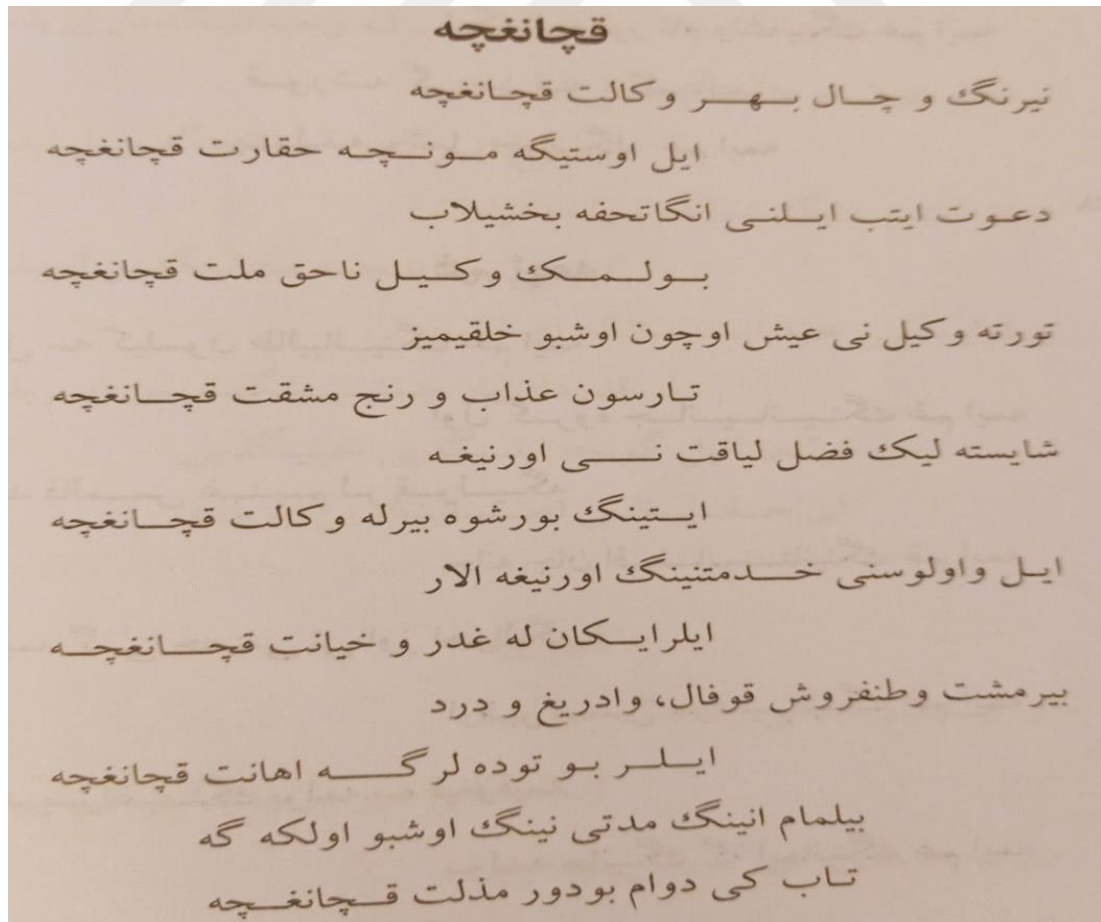 قچانغچه
نیرنگ و چال بهر وکالت قچانغچه
ایل اوستیگه مونچه حقارت قچانغچه
دعوت ایتب ایلنی انگاتحفه بخشیلاب
بولمک وکیل ناحق ملت قچانغچه
تورته وکیل نی عیش اوچون اوشبو خلقیمیز
تارسون عذاب و رنج مشقت قچانغچه
شایسته لیک فضل لیاقت نی اورنیغه
ایتینگ بورشوه بیرله وکالت قچانغچه
ایل واولوسنی خدمتنینگ اورنیغه الار
ایلرایکان له غدر و خیانت قچانغچه
بیرمشت وطنفروش قوفال، وادریغ و درد
ایلر بو توده لرگه اهانت قچانغچه
بیلمام انینگ مدتی نینگ اوشبو اولکه گه
تاب کی دوام بودور مذلت قچانغچه